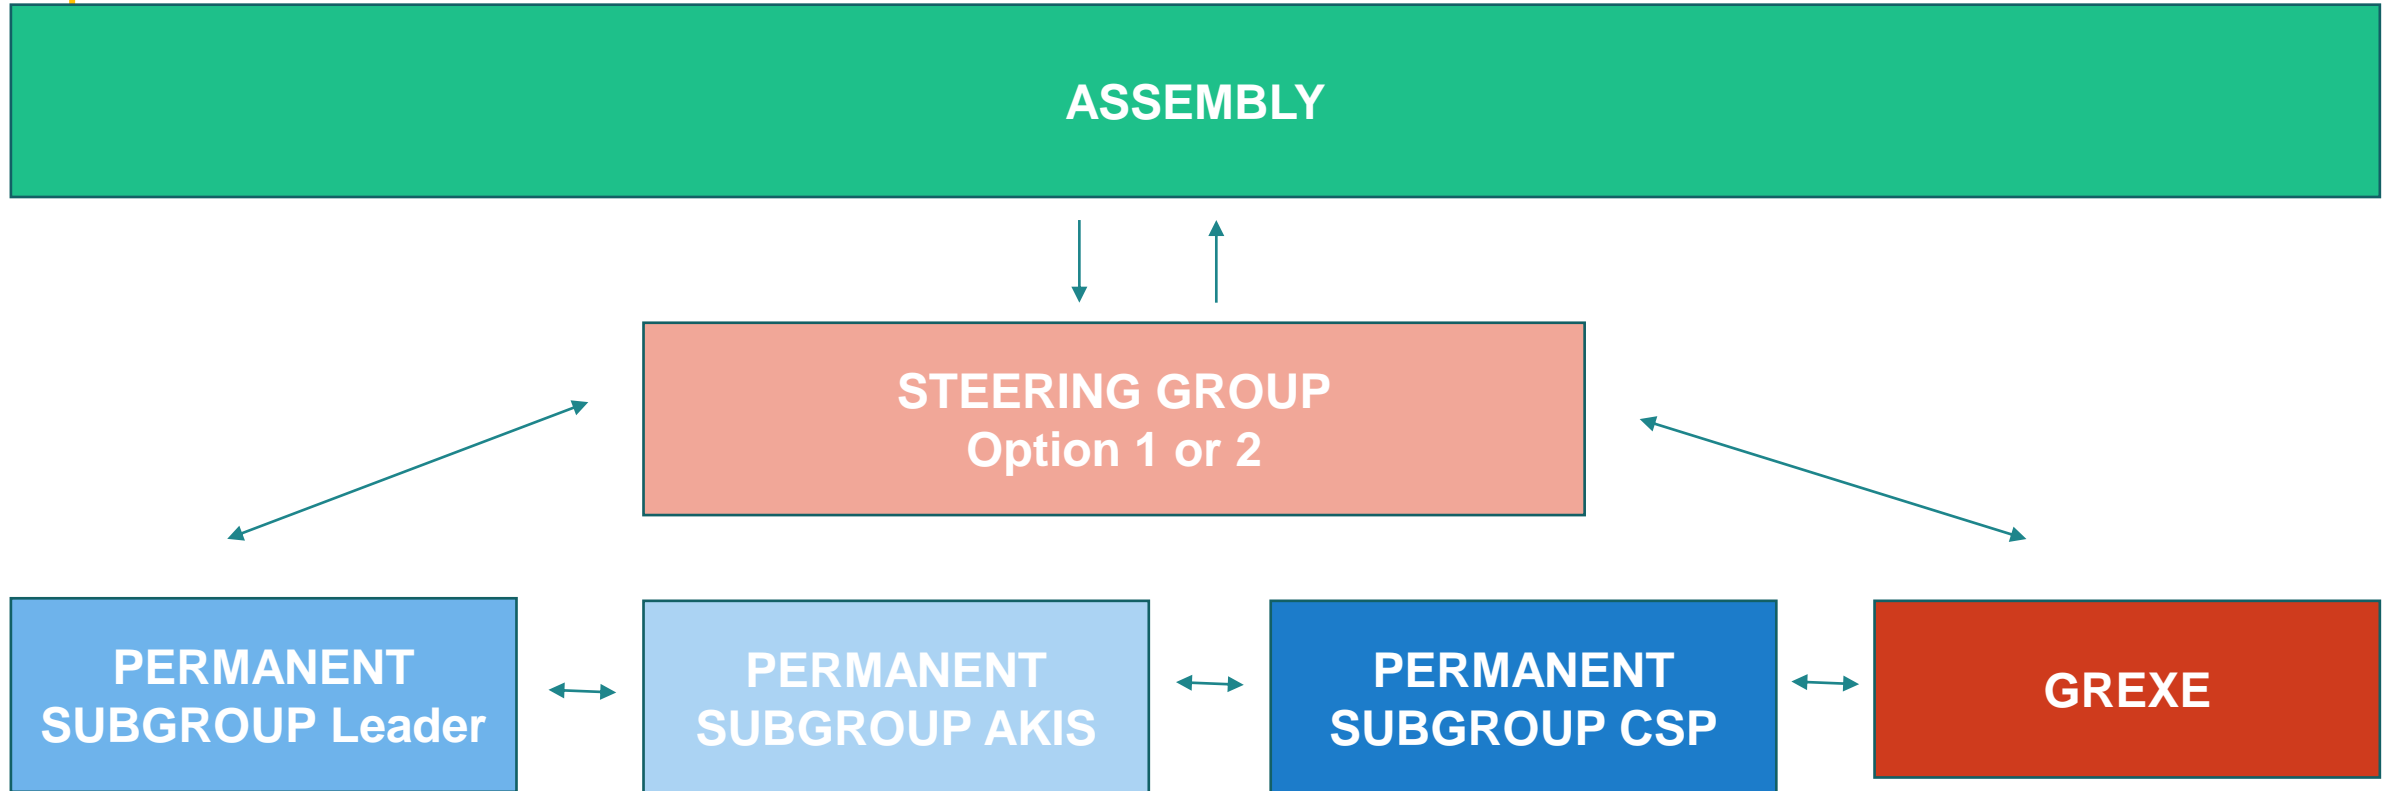 ASSEMBLY
STEERING GROUP
Option 1 or 2
PERMANENT
SUBGROUP Leader
PERMANENT
SUBGROUP AKIS
PERMANENT
SUBGROUP CSP
GREXE